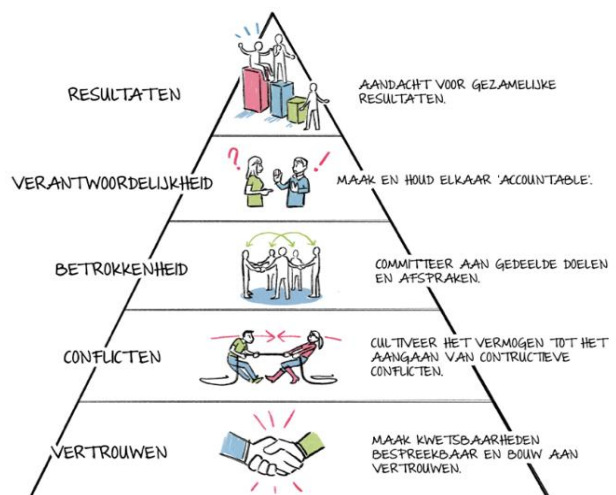 RESULTATEN
AANDACHT VOOR GEZAMELIJKE
RESULTATEN.
VERANTWOORDELIJKHEID
?
!
MAAK EN HOUD ELKAAR 'ACCOUNTABLE'.
BETROKKENHEID
COMMITTEER AAN GEDEELDE DOELEN
EN AFSPRAKEN.
CONFLICTEN
CULTIVEER HET VERMOGEN TOT HET
AANGAAN VAN CONTRUCTIEVE
CONFLICTEN.
VERTROUWEN
MAAK KWETSBAARHEDEN
BESPREEKBAAR EN BOUW AAN
VERTROUWEN.